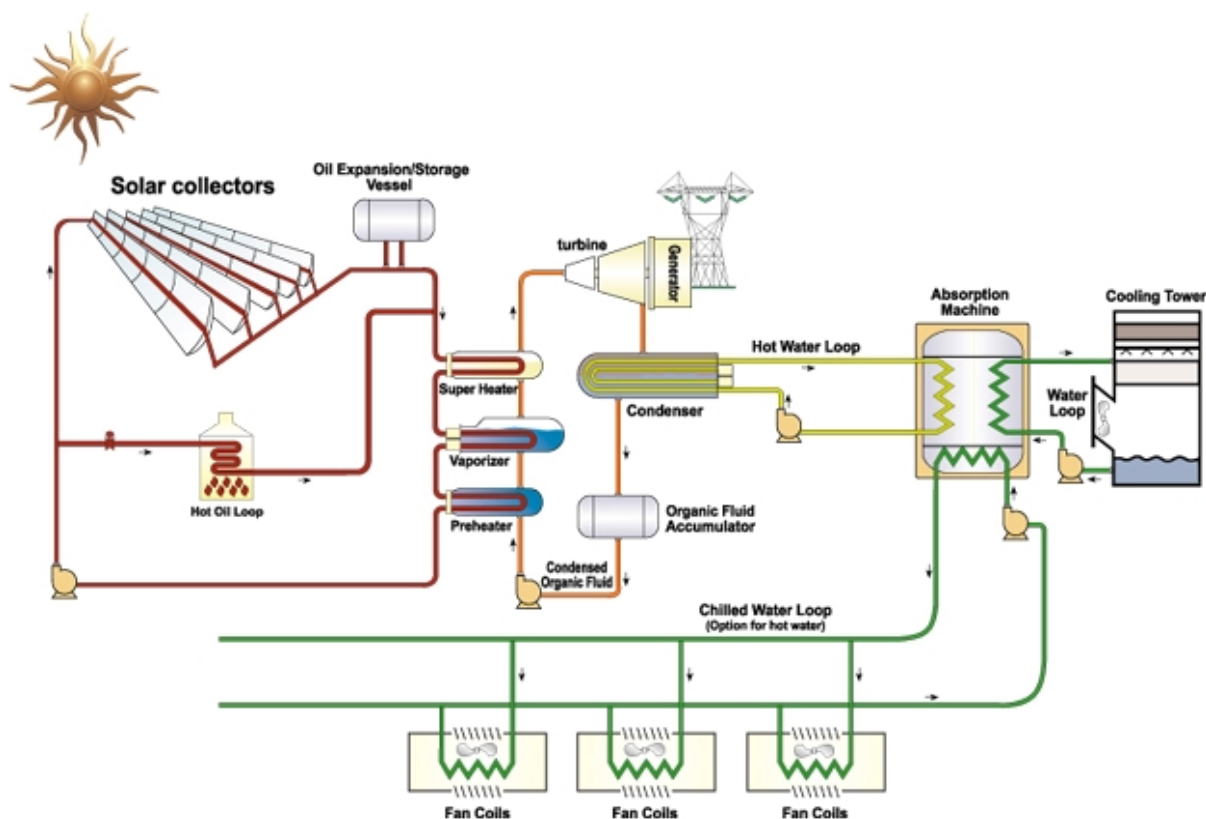 Oil Expansion/Storage
Vessel
Solar collectors
turbine
Generator
Absorption
Machine
Cooling Tower
Hot Water Loop
Super Heater
Condenser
Water
Loop
Vaporizer
Hot Oil Loop
Preheater
Organic Fluid
Accumulator
Condensed
Organic Fluid
Chilled Water Loop
(Option for hot water)
Fan Coils
Fan Coils
Fan Coils